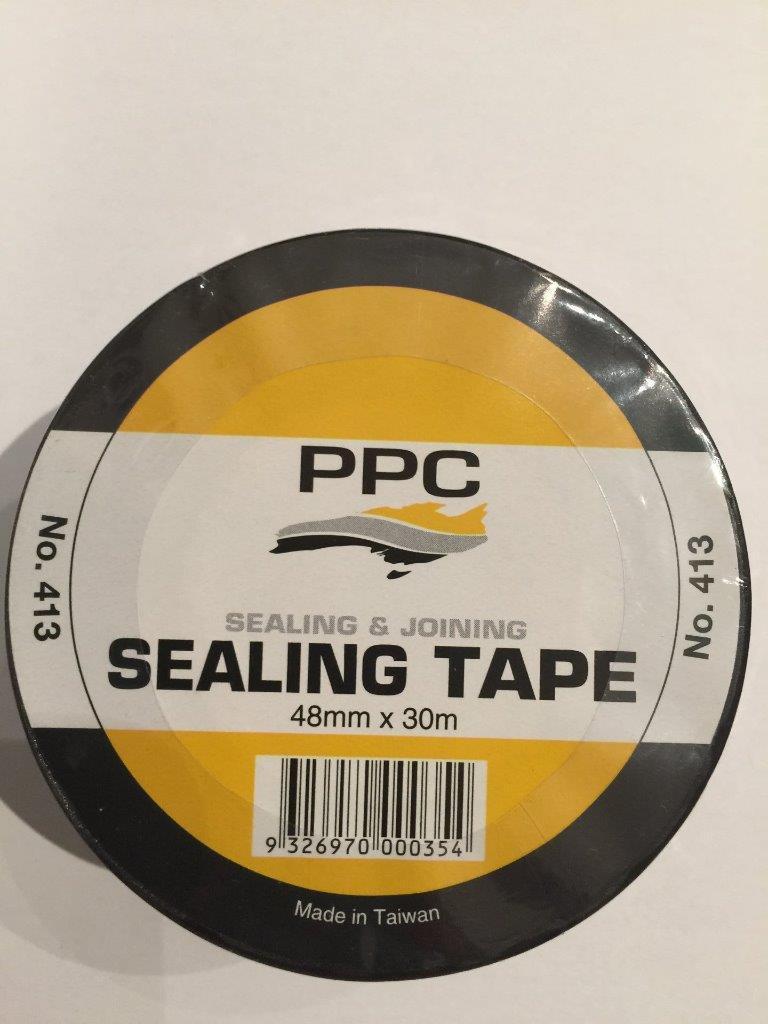 PPC
No. 413
No. 413
SEALING & JOINING
SEALING TAPE
48mm x 30m
9 326970 000354
Made in Taiwan